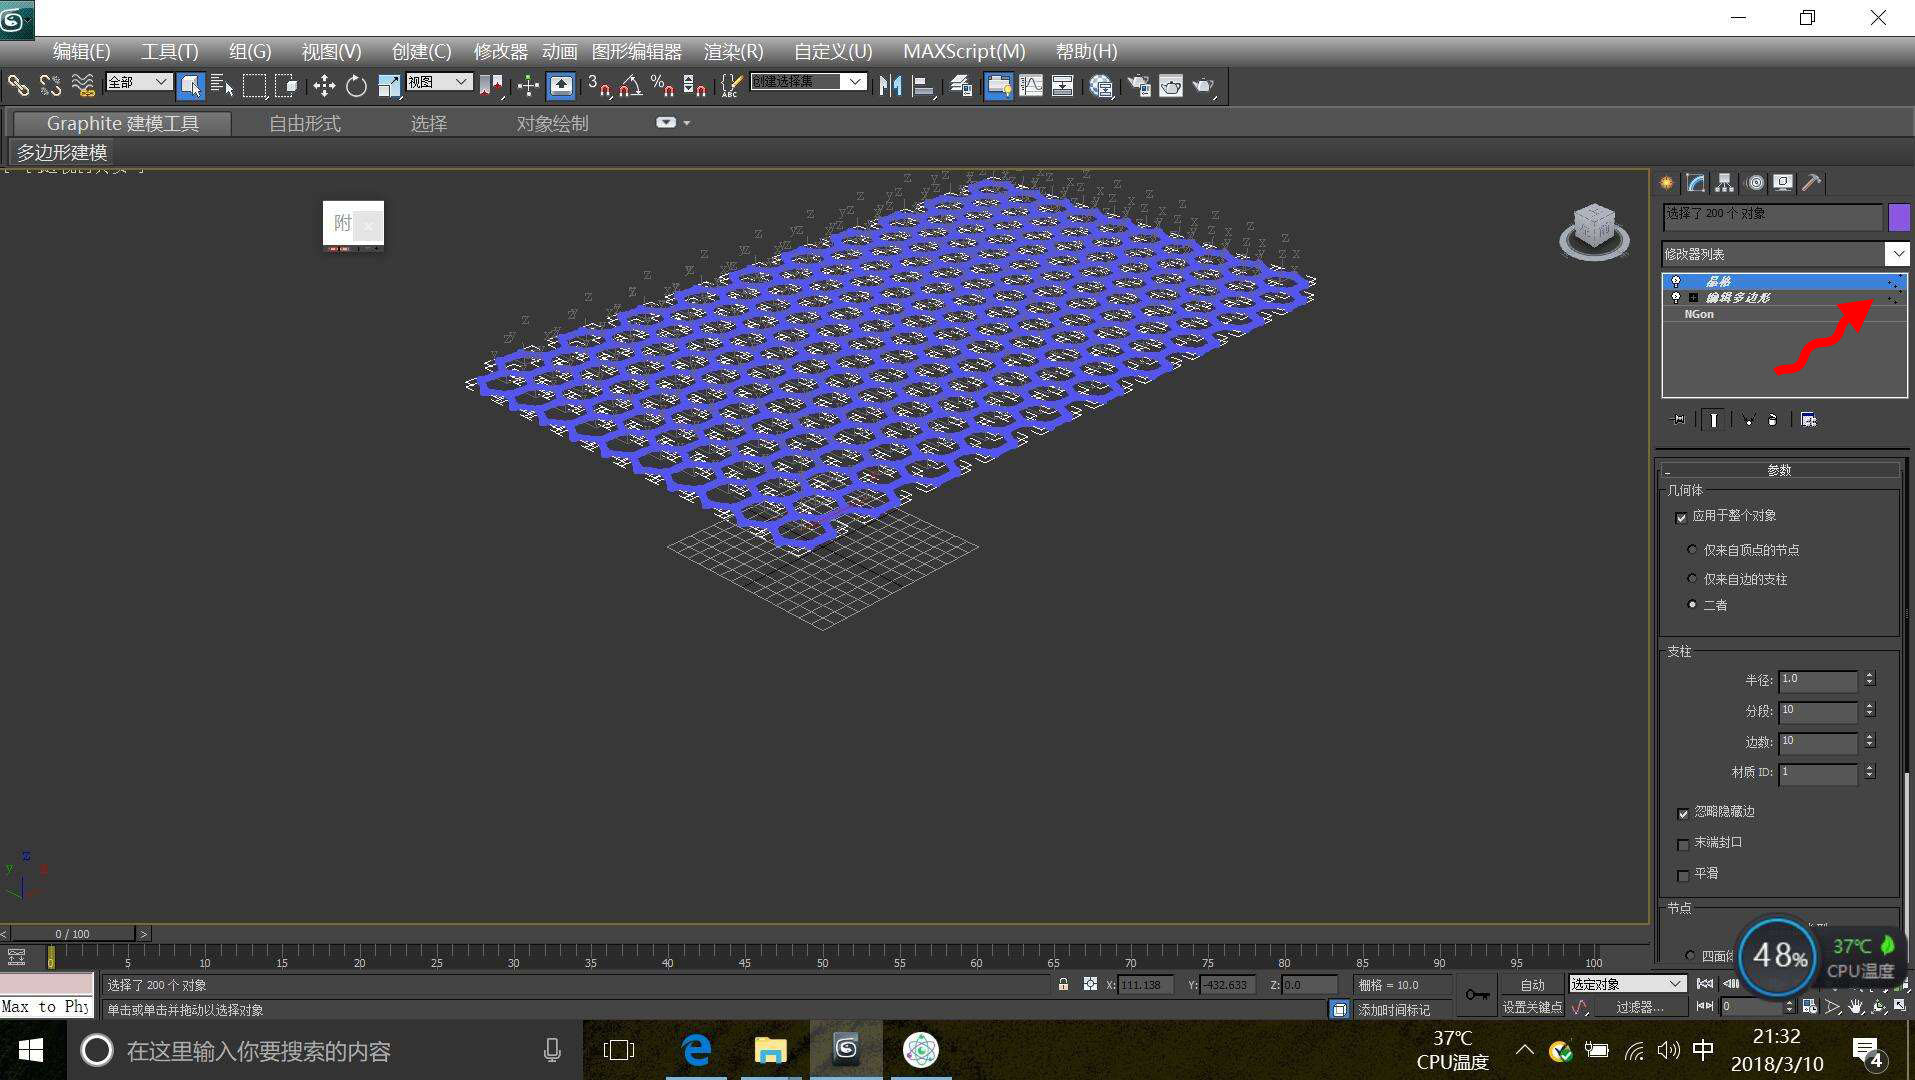 编辑(E) 工具(T) 组(G) 视图(V) 创建(C) 修改器 动画 图形编辑器 渲染(R) 自定义(U) MAXScript(M) 帮助(H)
全部 视图 3 % ABC 创建选择集
Graphite 建模工具 自由形式 选择 对象绘制
多边形建模
附
选择了 200 个 对象
修改器列表
晶格
编辑多边形
NGon
参数
几何体
应用于整个对象
仅来自顶点的节点
仅来自边的支柱
二者
支柱
半径: 1.0
分段: 10
边数: 10
材质 ID: 1
忽略隐藏边
末端封口
平滑
节点
四面体
48% 37℃
CPU温度
z
y
< 0 / 100 >
0 5 10 15 20 25 30 35 40 45 50 55 60 65 70 75 80 85 90 95 100
选择了 200 个 对象 X: 111.138 Y: -432.633 Z: 0.0 栅格 = 10.0 自动 选定对象
Max to Phy 单击或单击并拖动以选择对象 添加时间标记 设置关键点 过滤器... 0
在这里输入你要搜索的内容
37℃
CPU温度
中
21:32
2018/3/10
4